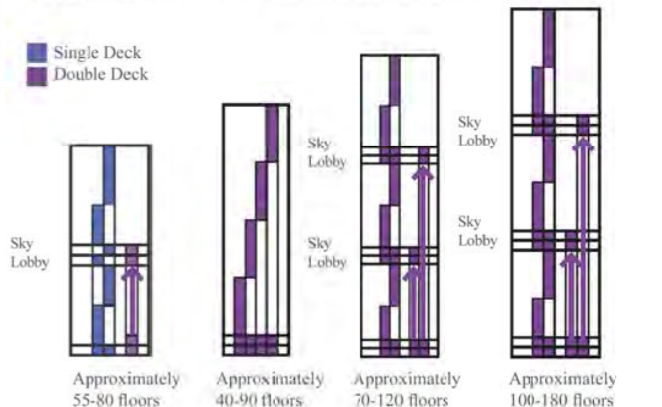 Single Deck
Double Deck
Sky
Lobby
Sky
Lobby
Sky
Lobby
Sky
Lobby
Sky
Lobby
Approximately
55-80 floors
Approximately
40-90 floors
Approximately
70-120 floors
Approximately
100-180 floors